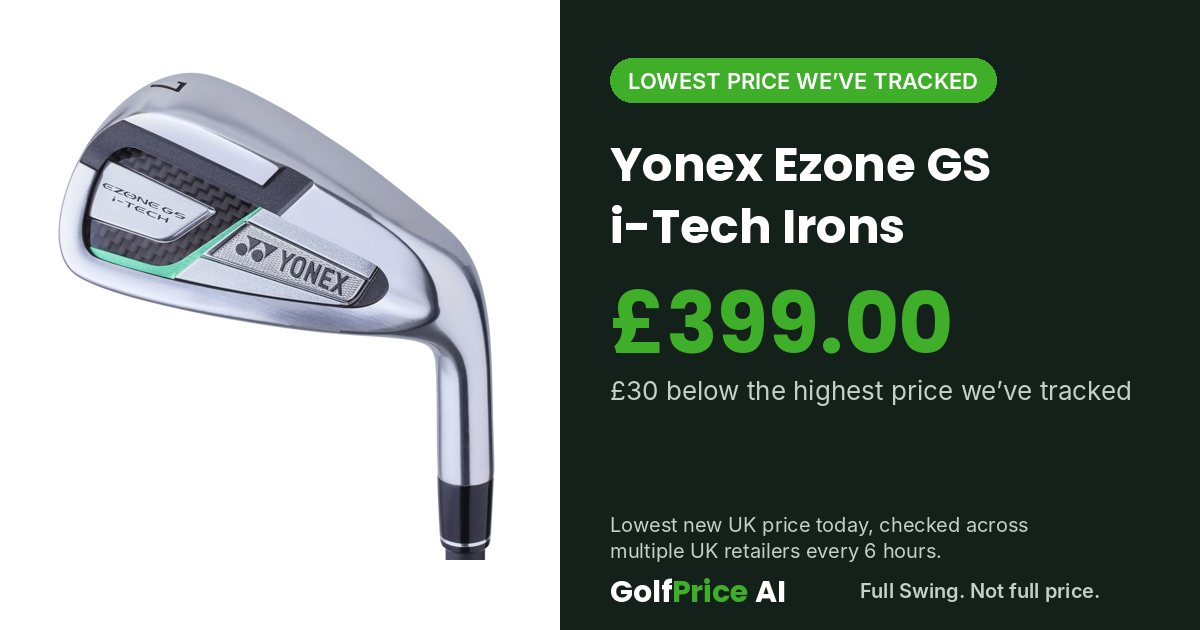 7
EZONE GS
i-TECH
YONEX
LOWEST PRICE WE’VE TRACKED
Yonex Ezone GS
i-Tech Irons
£399.00
£30 below the highest price we’ve tracked
Lowest new UK price today, checked across
multiple UK retailers every 6 hours.
GolfPrice AI
Full Swing. Not full price.